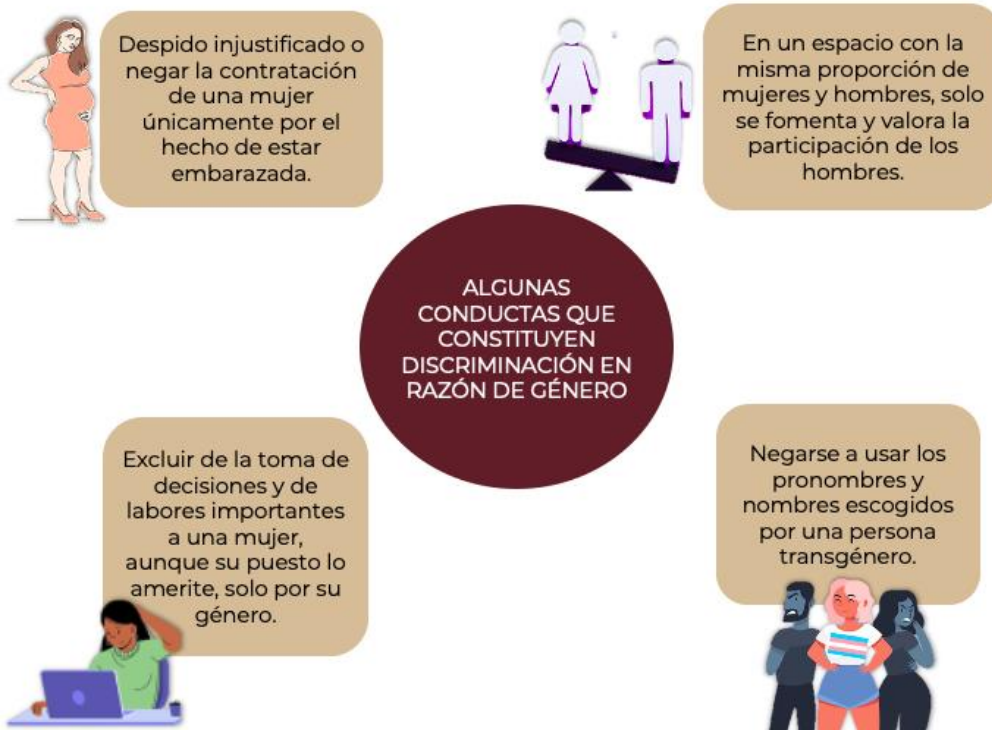 Despido injustificado o
negar la contratación
de una mujer
únicamente por el
hecho de estar
embarazada.
En un espacio con la
misma proporción de
mujeres y hombres, solo
se fomenta y valora la
participación de los
hombres.
ALGUNAS
CONDUCTAS QUE
CONSTITUYEN
DISCRIMINACIÓN EN
RAZÓN DE GÉNERO
Excluir de la toma de
decisiones y de
labores importantes
a una mujer,
aunque su puesto lo
amerite, solo por su
género.
Negarse a usar los
pronombres y
nombres escogidos
por una persona
transgénero.